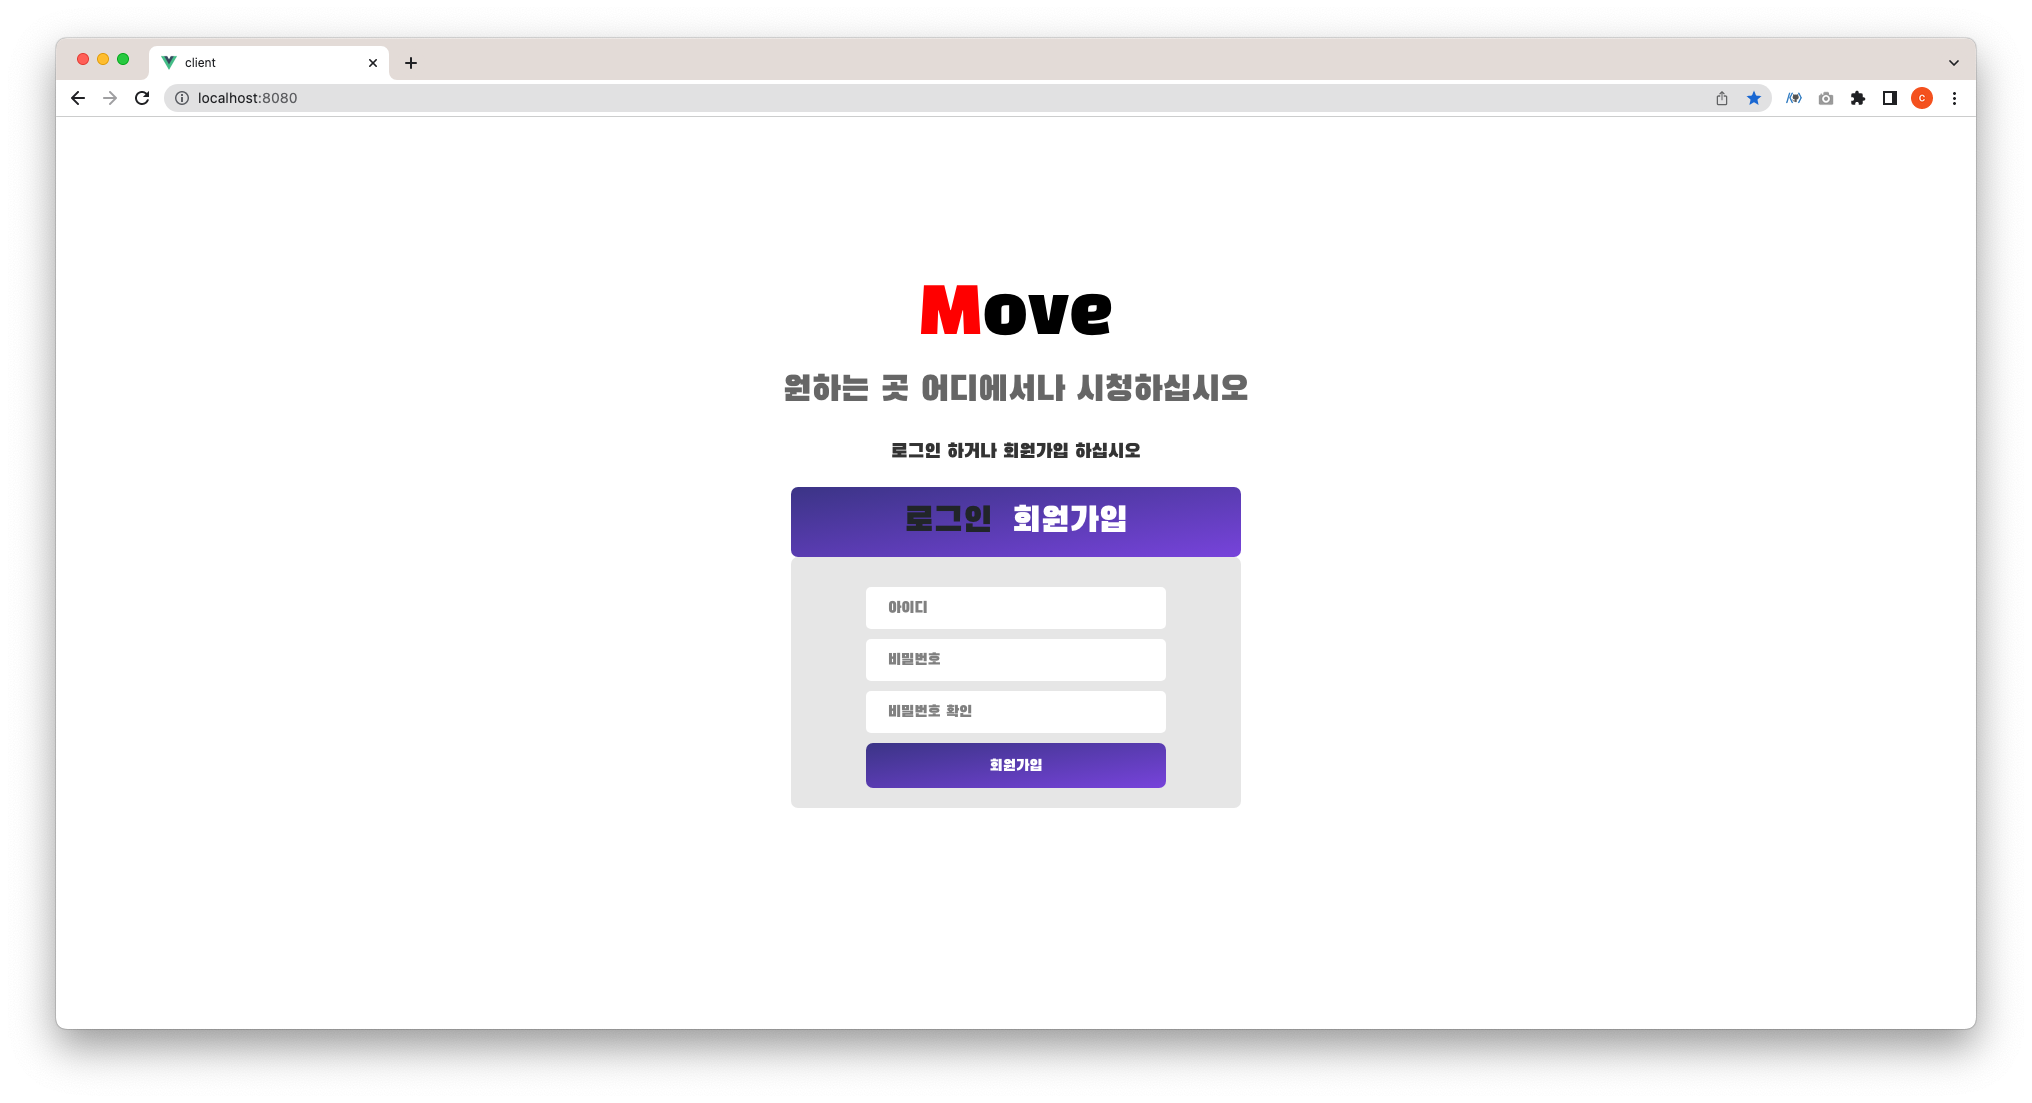 client
localhost:8080
C
Move
원하는 곳 어디에서나 시청하십시오
로그인 하거나 회원가입 하십시오
로그인 회원가입
아이디
비밀번호
비밀번호 확인
회원가입